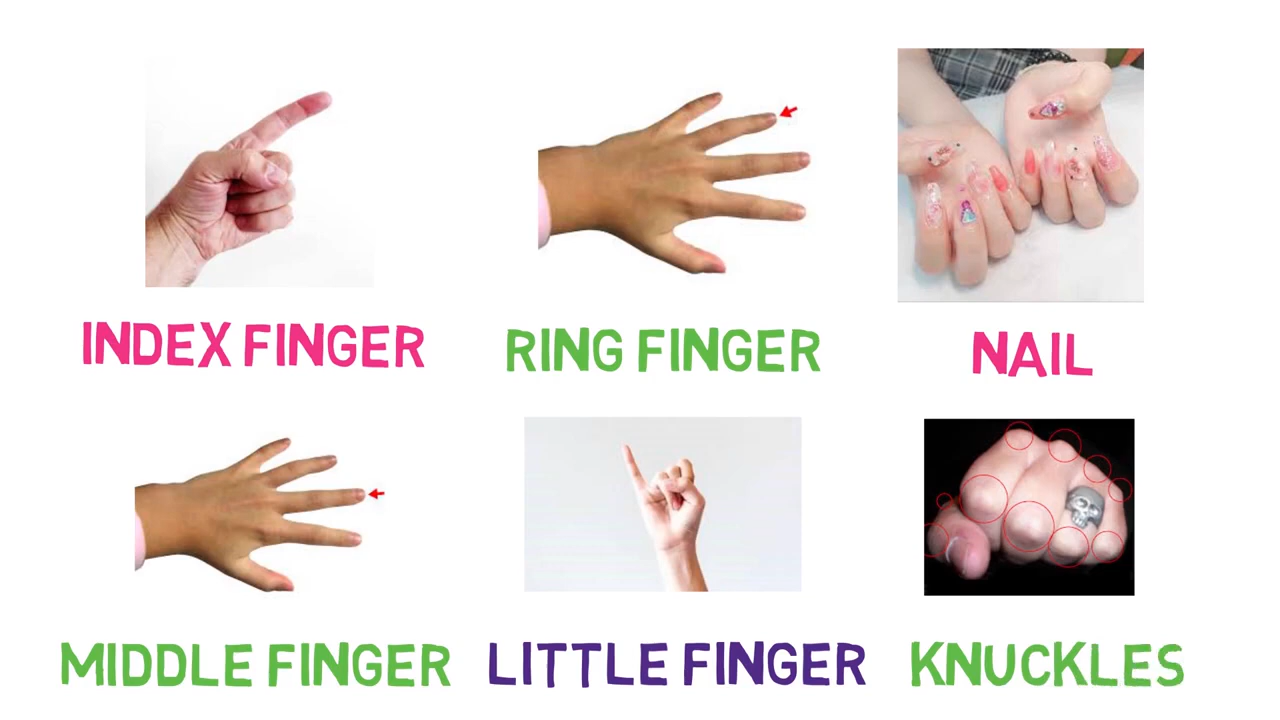 INDEX FINGER
RING FINGER
NAIL
MIDDLE FINGER
LITTLE FINGER
KNUCKLES